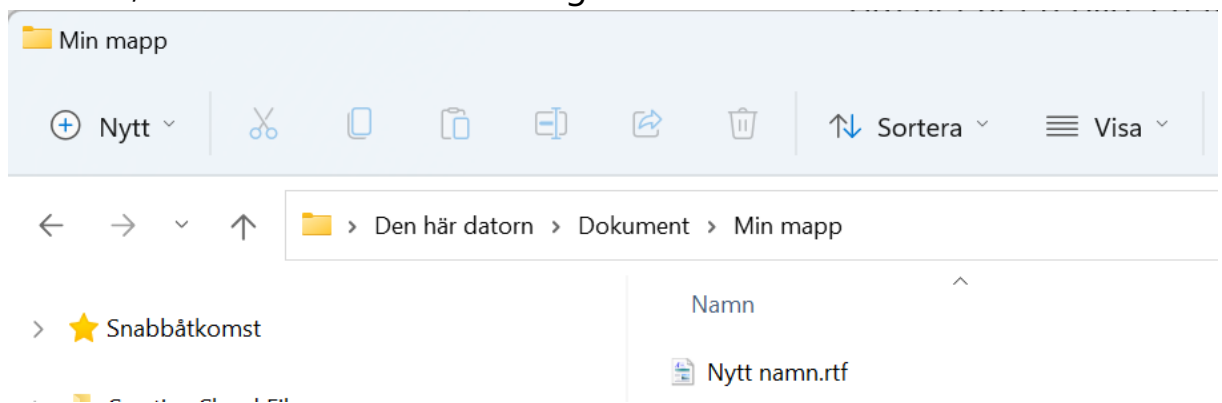 Min mapp
Nytt
Sortera
Visa
Den här datorn > Dokument > Min mapp
Namn
Snabbåtkomst
Nytt namn.rtf